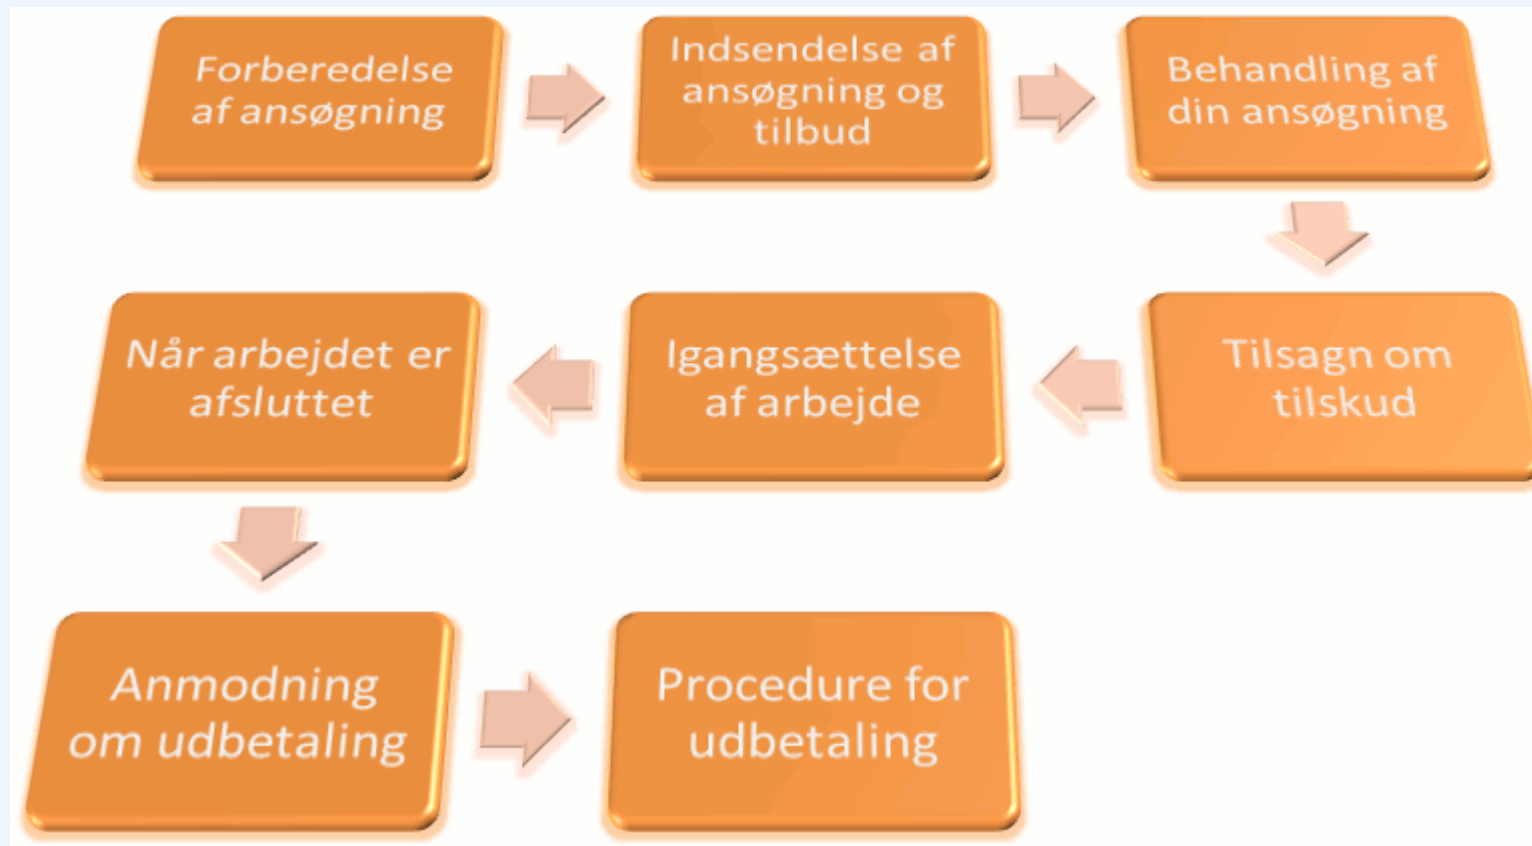 Forberedelse
af ansøgning
Indsendelse af
ansøgning og
tilbud
Behandling af
din ansøgning
Tilsagn om
tilskud
Igangsættelse
af arbejde
Når arbejdet er
afsluttet
Anmodning
om udbetaling
Procedure for
udbetaling